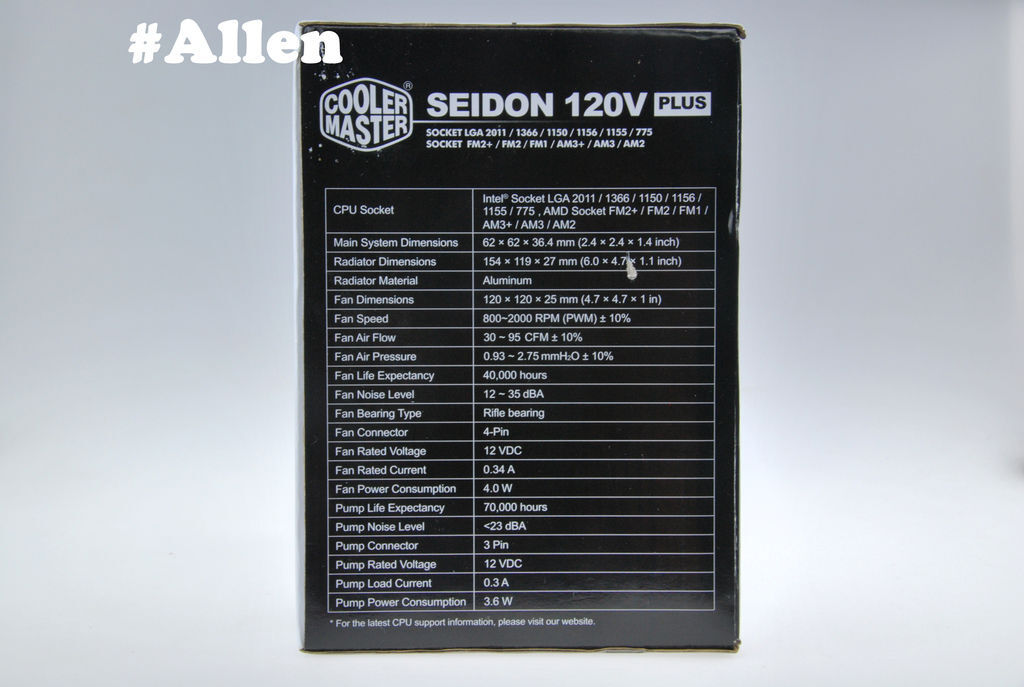 #Allen
COOLER MASTER ®
SEIDON 120V PLUS
SOCKET LGA 2011 / 1366 / 1150 / 1156 / 1155 / 775
SOCKET FM2+ / FM2 / FM1 / AM3+ / AM3 / AM2
CPU Socket
Intel® Socket LGA 2011 / 1366 / 1150 / 1156 /
1155 / 775 , AMD Socket FM2+ / FM2 / FM1 /
AM3+ / AM3 / AM2
Main System Dimensions 62 × 62 × 36.4 mm (2.4 × 2.4 × 1.4 inch)
Radiator Dimensions 154 × 119 × 27 mm (6.0 × 4.7 × 1.1 inch)
Radiator Material Aluminum
Fan Dimensions 120 × 120 × 25 mm (4.7 × 4.7 × 1 in)
Fan Speed 800~2000 RPM (PWM) ± 10%
Fan Air Flow 30 ~ 95 CFM ± 10%
Fan Air Pressure 0.93 ~ 2.75 mmH₂O ± 10%
Fan Life Expectancy 40,000 hours
Fan Noise Level 12 ~ 35 dBA
Fan Bearing Type Rifle bearing
Fan Connector 4-Pin
Fan Rated Voltage 12 VDC
Fan Rated Current 0.34 A
Fan Power Consumption 4.0 W
Pump Life Expectancy 70,000 hours
Pump Noise Level <23 dBA
Pump Connector 3 Pin
Pump Rated Voltage 12 VDC
Pump Load Current 0.3 A
Pump Power Consumption 3.6 W
* For the latest CPU support information, please visit our website.